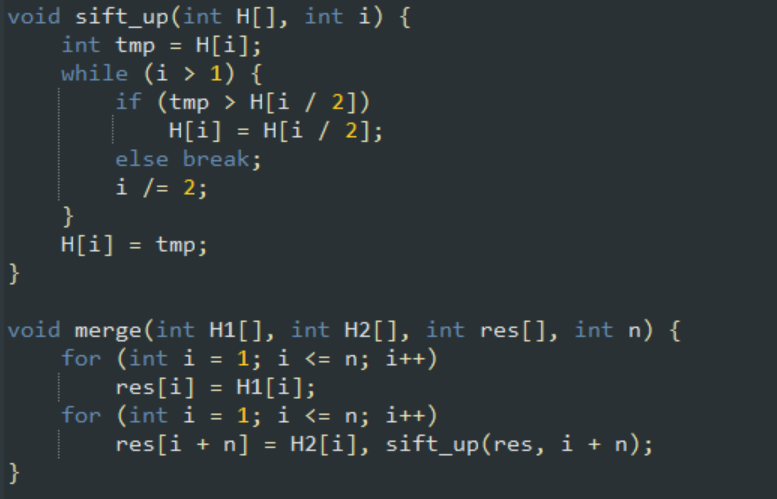 void sift_up(int H[], int i) {
    int tmp = H[i];
    while (i > 1) {
        if (tmp > H[i / 2])
            H[i] = H[i / 2];
        else break;
        i /= 2;
    }
    H[i] = tmp;
}

void merge(int H1[], int H2[], int res[], int n) {
    for (int i = 1; i <= n; i++)
        res[i] = H1[i];
    for (int i = 1; i <= n; i++)
        res[i + n] = H2[i], sift_up(res, i + n);
}